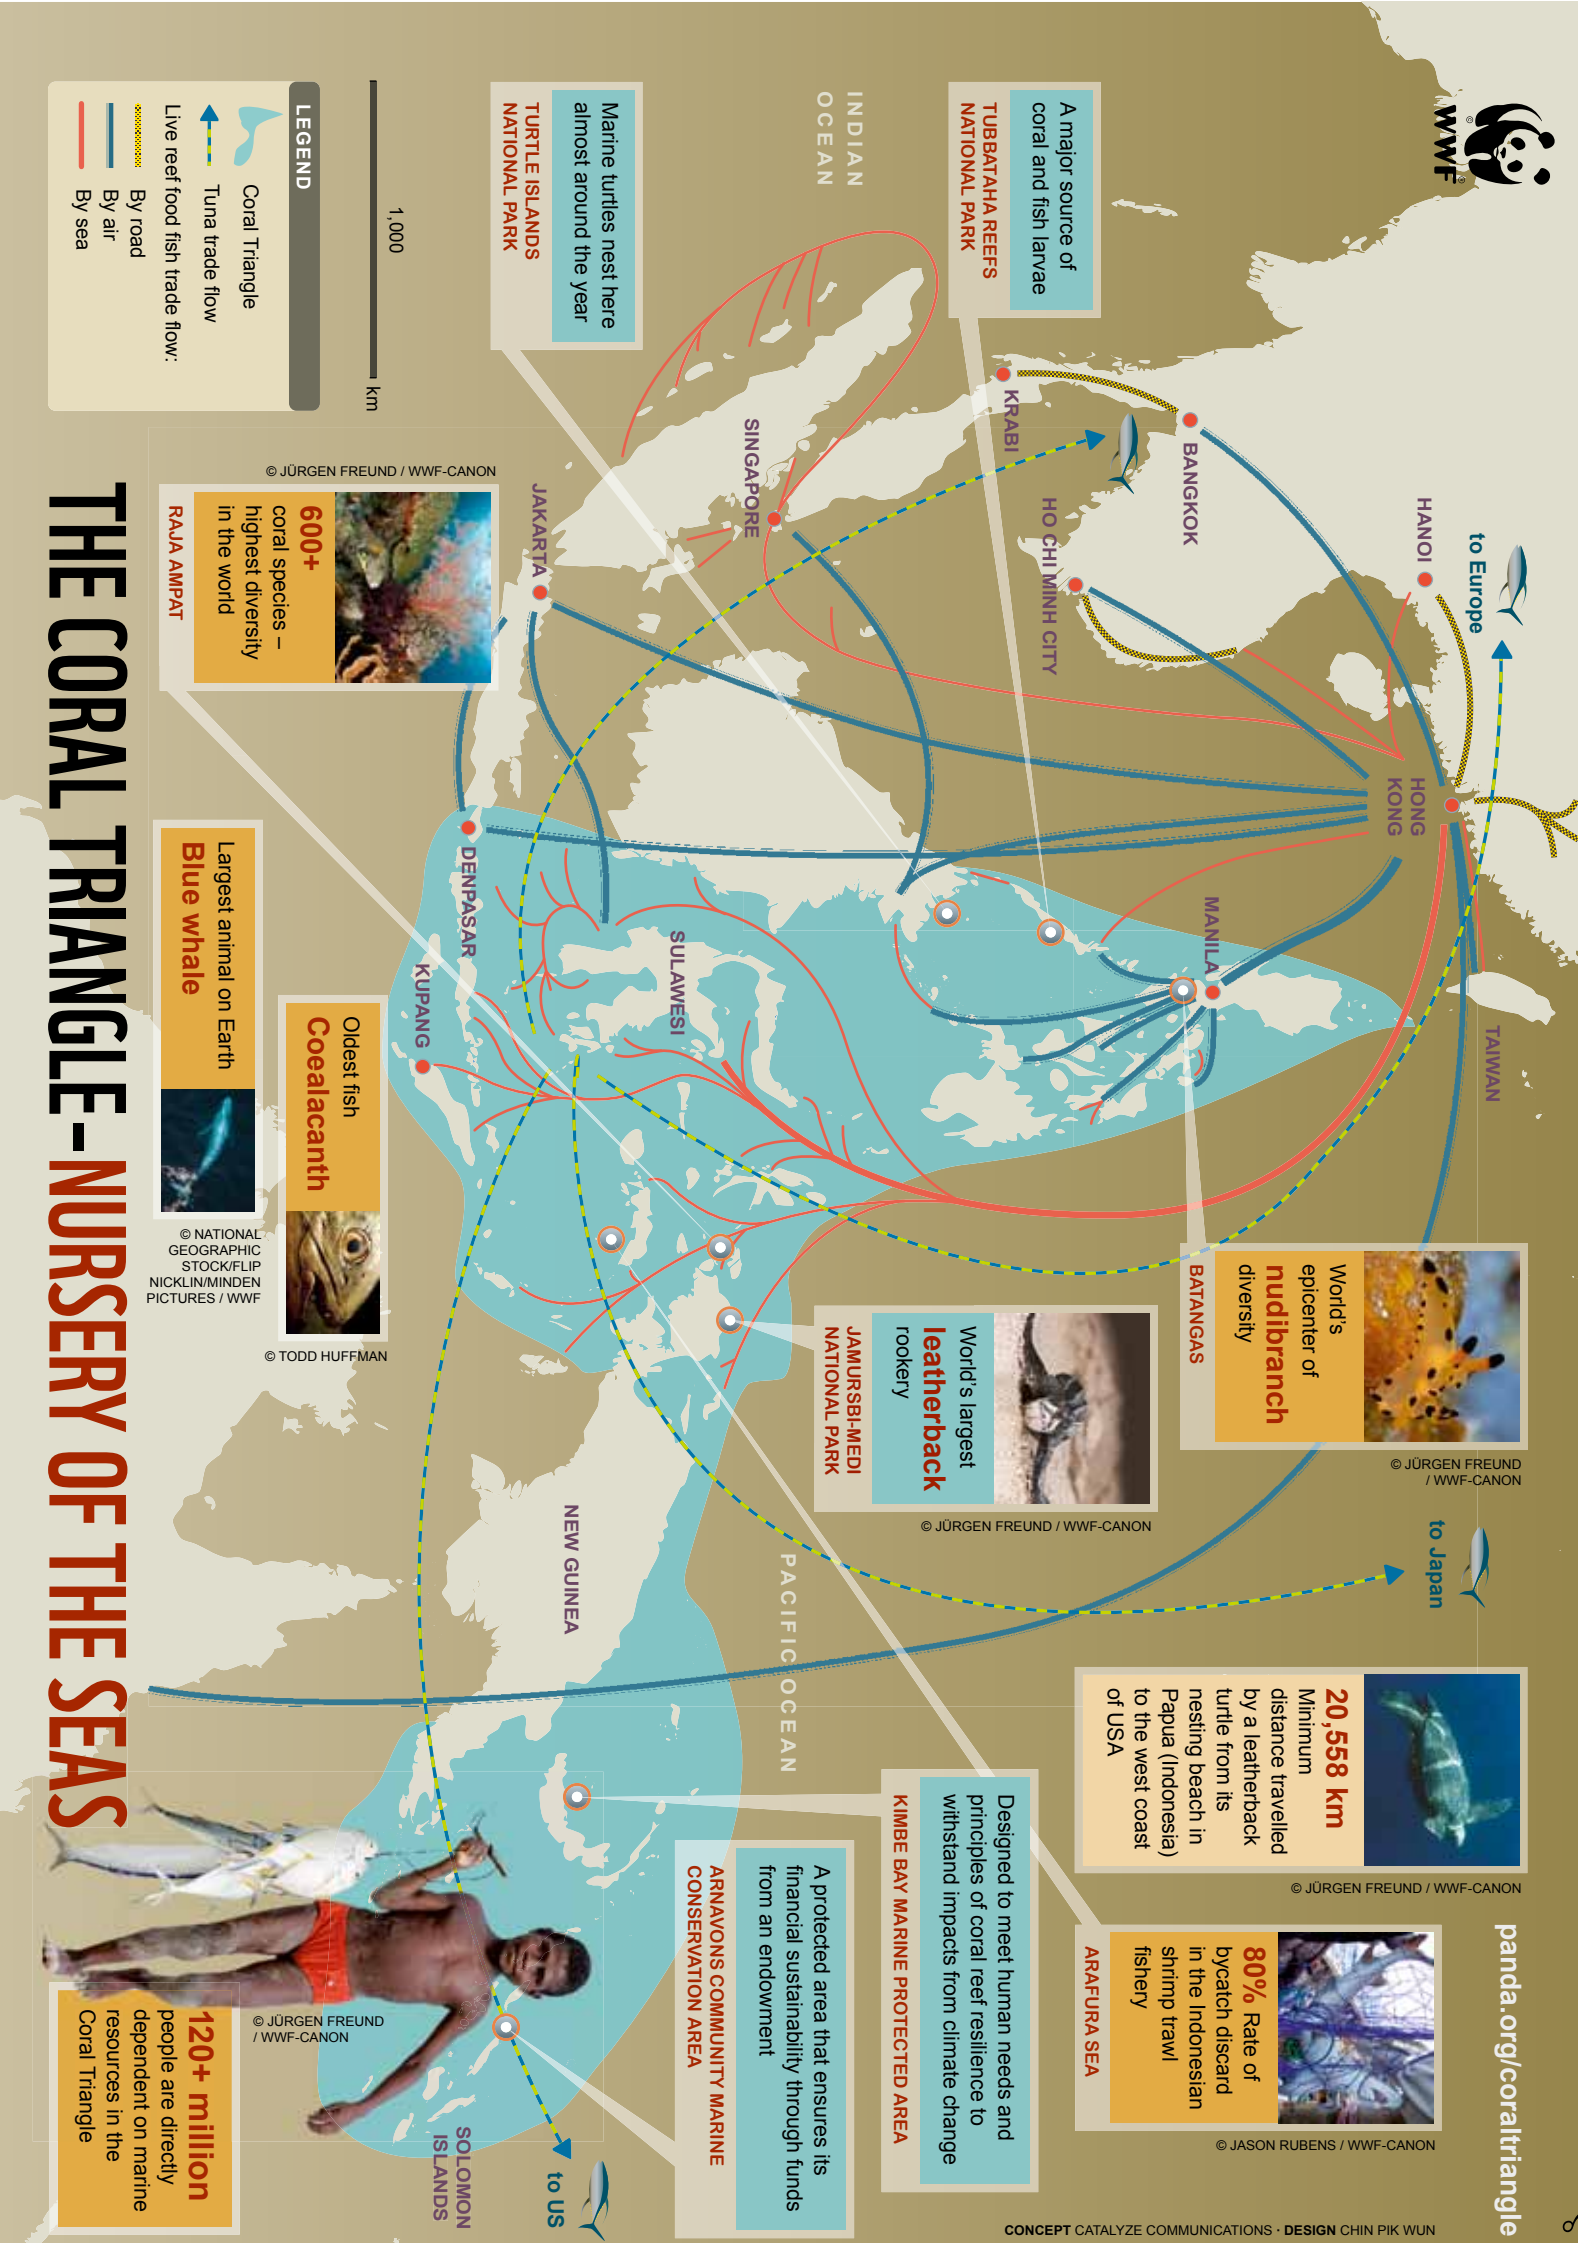 WWF
®
©
panda.org/coraltriangle
to Europe
HANOI
BANGKOK
KRABI
HO CHI MINH CITY
HONG
KONG
TAIWAN
MANILA
SINGAPORE
JAKARTA
DENPASAR
KUPANG
SULAWESI
NEW GUINEA
SOLOMON
ISLANDS
INDIAN
OCEAN
PACIFIC OCEAN
to Japan
to US
A major source of
coral and fish larvae
TUBBATAHA REEFS
NATIONAL PARK
Marine turtles nest here
almost around the year
TURTLE ISLANDS
NATIONAL PARK
1,000
km
LEGEND
Coral Triangle
Tuna trade flow
Live reef food fish trade flow:
By road
By air
By sea
© JÜRGEN FREUND / WWF-CANON
600+
coral species –
highest diversity
in the world
RAJA AMPAT
Largest animal on Earth
Blue whale
© NATIONAL
GEOGRAPHIC
STOCK/FLIP
NICKLIN/MINDEN
PICTURES / WWF
Oldest fish
Coealacanth
© TODD HUFFMAN
World's
epicenter of
nudibranch
diversity
BATANGAS
© JÜRGEN FREUND
/ WWF-CANON
World's largest
leatherback
rookery
JAMURSBI-MEDI
NATIONAL PARK
© JÜRGEN FREUND / WWF-CANON
20,558 km
Minimum
distance travelled
by a leatherback
turtle from its
nesting beach in
Papua (Indonesia)
to the west coast
of USA
© JÜRGEN FREUND / WWF-CANON
80% Rate of
bycatch discard
in the Indonesian
shrimp trawl
fishery
ARAFURA SEA
© JASON RUBENS / WWF-CANON
Designed to meet human needs and
principles of coral reef resilience to
withstand impacts from climate change
KIMBE BAY MARINE PROTECTED AREA
A protected area that ensures its
financial sustainability through funds
from an endowment
ARNAVONS COMMUNITY MARINE
CONSERVATION AREA
© JÜRGEN FREUND
/ WWF-CANON
120+ million
people are directly
dependent on marine
resources in the
Coral Triangle
THE CORAL TRIANGLE-NURSERY OF THE SEAS
CONCEPT CATALYZE COMMUNICATIONS · DESIGN CHIN PIK WUN